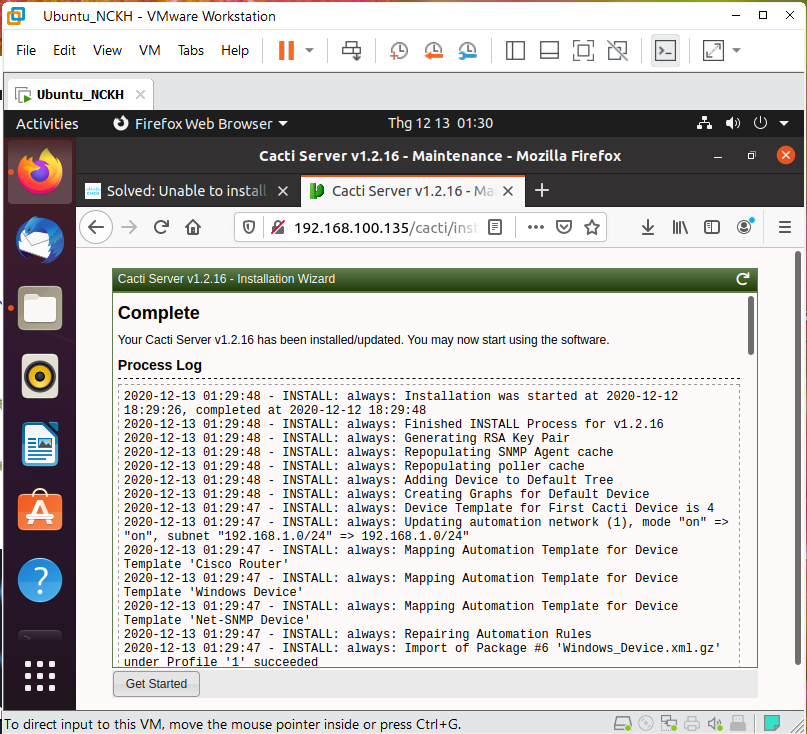 Ubuntu_NCKH - VMware Workstation
File Edit View VM Tabs Help
Ubuntu_NCKH
Activities Firefox Web Browser Thg 12 13 01:30
Cacti Server v1.2.16 - Maintenance - Mozilla Firefox
Solved: Unable to install Cacti Server v1.2.16 - Ma
192.168.100.135/cacti/inst
Cacti Server v1.2.16 - Installation Wizard
Complete
Your Cacti Server v1.2.16 has been installed/updated. You may now start using the software.
Process Log
2020-12-13 01:29:48 - INSTALL: always: Installation was started at 2020-12-12
18:29:26, completed at 2020-12-12 18:29:48
2020-12-13 01:29:48 - INSTALL: always: Finished INSTALL Process for v1.2.16
2020-12-13 01:29:48 - INSTALL: always: Generating RSA Key Pair
2020-12-13 01:29:48 - INSTALL: always: Repopulating SNMP Agent cache
2020-12-13 01:29:48 - INSTALL: always: Repopulating poller cache
2020-12-13 01:29:48 - INSTALL: always: Adding Device to Default Tree
2020-12-13 01:29:48 - INSTALL: always: Creating Graphs for Default Device
2020-12-13 01:29:47 - INSTALL: always: Device Template for First Cacti Device is 4
2020-12-13 01:29:47 - INSTALL: always: Updating automation network (1), mode "on" =>
"on", subnet "192.168.1.0/24" => 192.168.1.0/24"
2020-12-13 01:29:47 - INSTALL: always: Mapping Automation Template for Device
Template 'Cisco Router'
2020-12-13 01:29:47 - INSTALL: always: Mapping Automation Template for Device
Template 'Windows Device'
2020-12-13 01:29:47 - INSTALL: always: Mapping Automation Template for Device
Template 'Net-SNMP Device'
2020-12-13 01:29:47 - INSTALL: always: Repairing Automation Rules
2020-12-13 01:29:47 - INSTALL: always: Import of Package #6 'Windows_Device.xml.gz'
under Profile '1' succeeded
Get Started
To direct input to this VM, move the mouse pointer inside or press Ctrl+G.